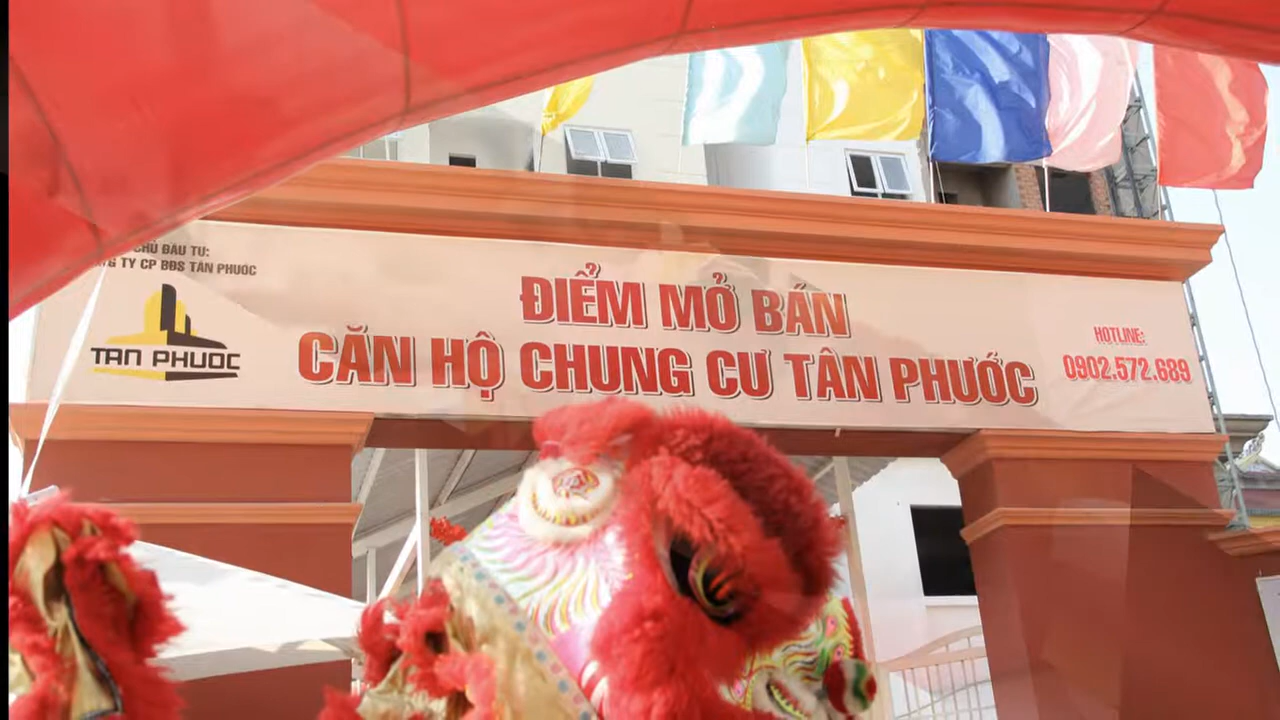 CHỦ ĐẦU TƯ:
TY CP BĐS TÂN PHƯỚC
TAN PHUOC
ĐIỂM MỞ BÁN
CĂN HỘ CHUNG CƯ TÂN PHƯỚC
HOTLINE:
0902.572.689